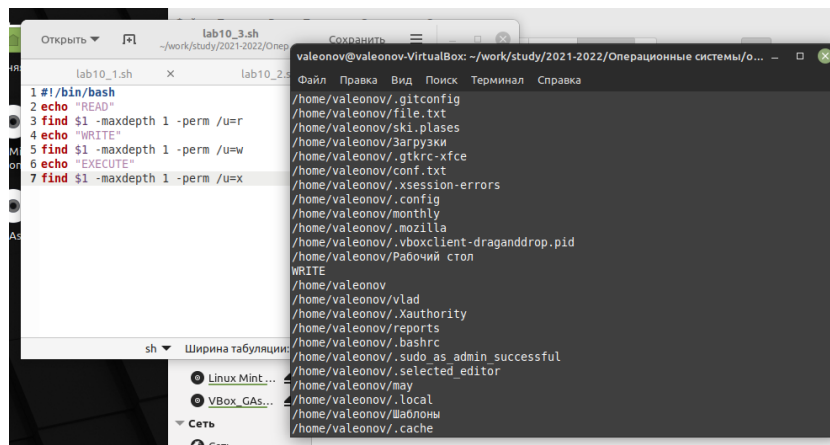 Открыть
lab10_3.sh
~/work/study/2021-2022/Опер
Сохранить
lab10_1.sh
lab10_2.s
1 #!/bin/bash
2 echo "READ"
3 find $1 -maxdepth 1 -perm /u=r
4 echo "WRITE"
5 find $1 -maxdepth 1 -perm /u=w
6 echo "EXECUTE"
7 find $1 -maxdepth 1 -perm /u=x
sh
Ширина табуляции:
valeonov@valeonov-VirtualBox: ~/work/study/2021-2022/Операционные системы/o...
Файл Правка Вид Поиск Терминал Справка
/home/valeonov/.gitconfig
/home/valeonov/file.txt
/home/valeonov/ski.plases
/home/valeonov/Загрузки
/home/valeonov/.gtkrc-xfce
/home/valeonov/conf.txt
/home/valeonov/.xsession-errors
/home/valeonov/.config
/home/valeonov/monthly
/home/valeonov/.mozilla
/home/valeonov/.vboxclient-draganddrop.pid
/home/valeonov/Рабочий стол
WRITE
/home/valeonov
/home/valeonov/vlad
/home/valeonov/.Xauthority
/home/valeonov/reports
/home/valeonov/.bashrc
/home/valeonov/.sudo_as_admin_successful
/home/valeonov/.selected_editor
/home/valeonov/may
/home/valeonov/.local
/home/valeonov/Шаблоны
/home/valeonov/.cache
Linux Mint ...
VBox_GAs...
Сеть